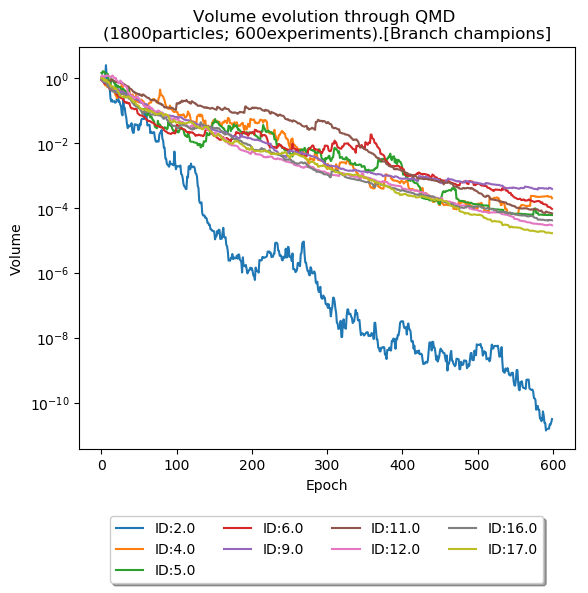 Volume evolution through QMD
(1800particles; 600experiments).[Branch champions]
Volume
10^0
10^−2
10^−4
10^−6
10^−8
10^−10
0 100 200 300 400 500 600
Epoch
ID:2.0 ID:6.0 ID:11.0 ID:16.0
ID:4.0 ID:9.0 ID:12.0 ID:17.0
ID:5.0